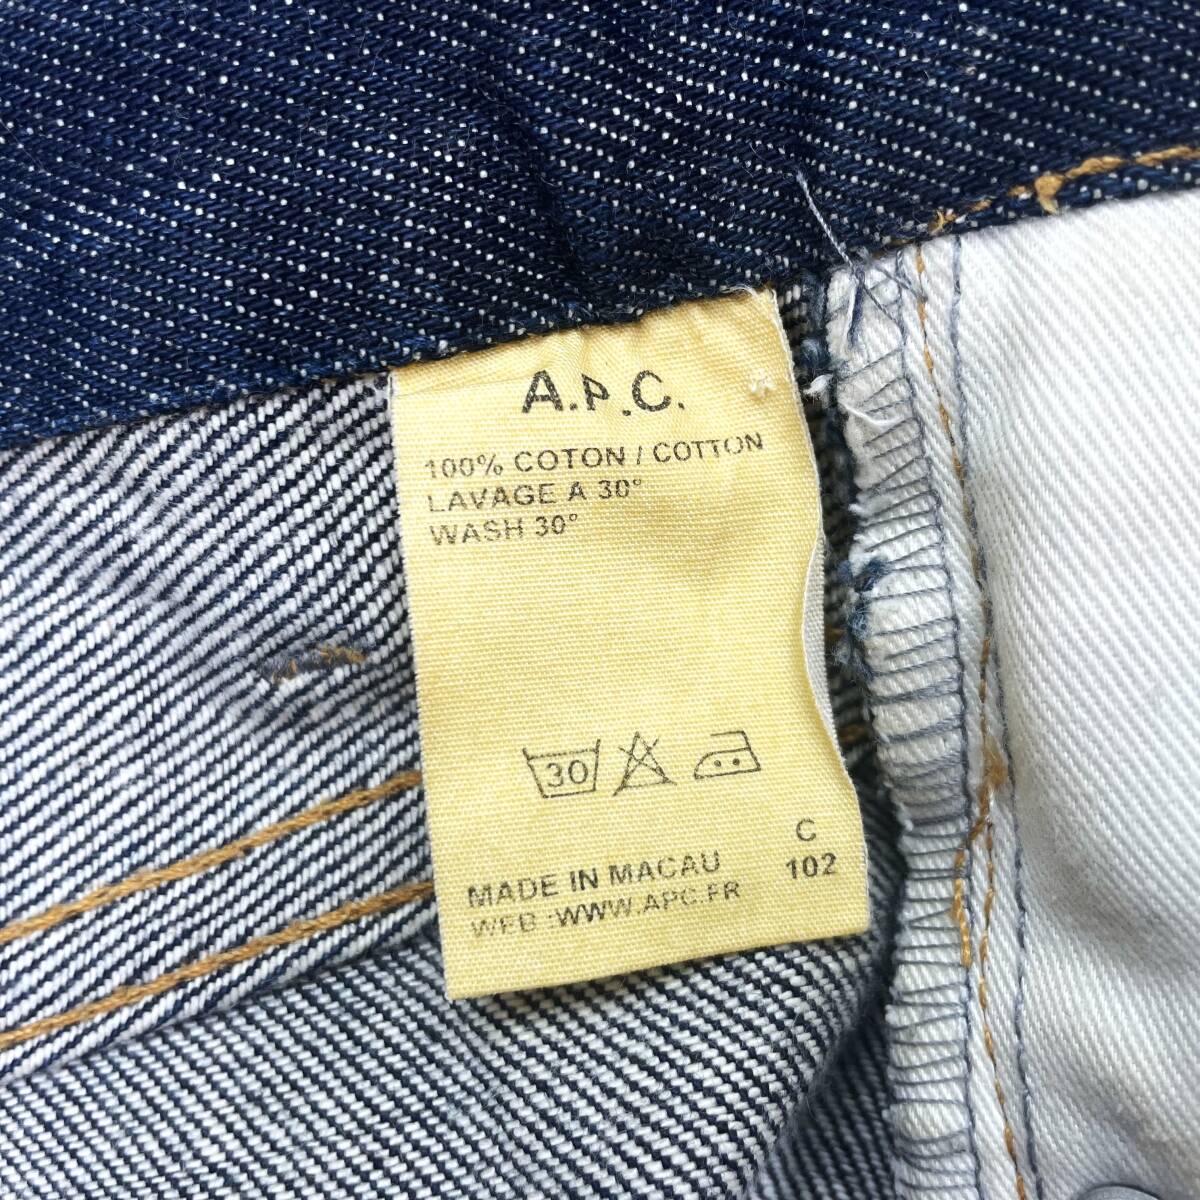 A.P.C.
100% COTON / COTTON
LAVAGE A 30°
WASH 30°
30
C
102
MADE IN MACAU
WEB :WWW.APC.FR